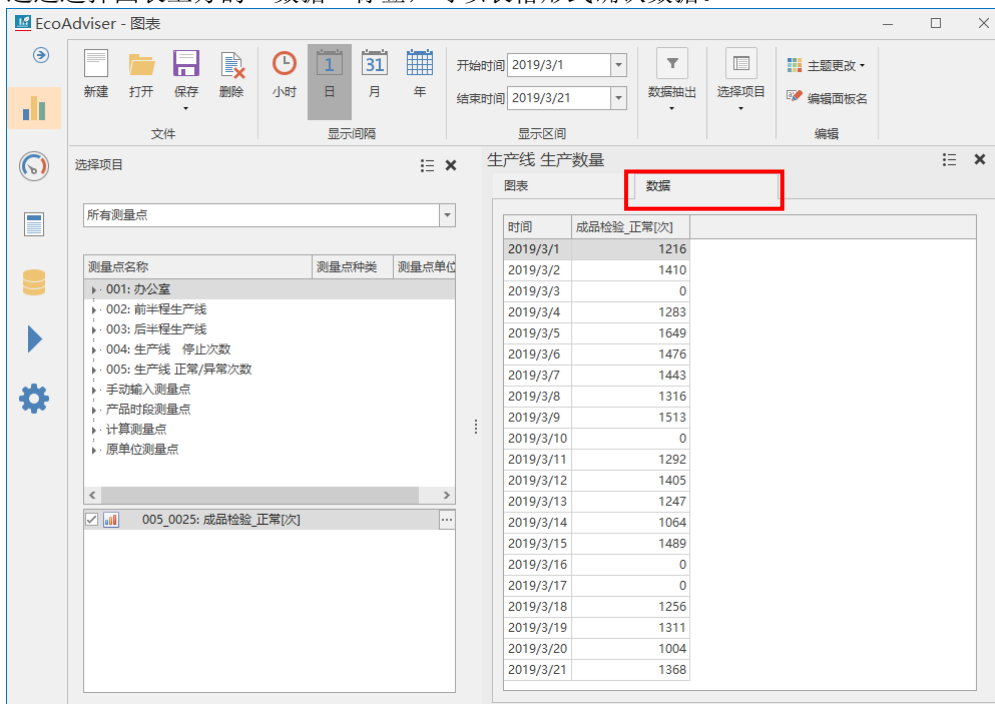 EcoAdviser - 图表
新建 打开 保存 删除 小时 日 月 年 开始时间 2019/3/1 数据抽出 选择项目 主题更改
结束时间 2019/3/21 编辑面板名
文件 显示间隔 显示区间 编辑
选择项目
所有测量点
测量点名称 测量点种类 测量点单位
001: 办公室
002: 前半程生产线
003: 后半程生产线
004: 生产线 停止次数
005: 生产线 正常/异常次数
手动输入测量点
产品时段测量点
计算测量点
原单位测量点
005_0025: 成品检验_正常[次]
生产线 生产数量
图表 数据
时间 成品检验_正常[次]
2019/3/1 1216
2019/3/2 1410
2019/3/3 0
2019/3/4 1283
2019/3/5 1649
2019/3/6 1476
2019/3/7 1443
2019/3/8 1316
2019/3/9 1513
2019/3/10 0
2019/3/11 1292
2019/3/12 1405
2019/3/13 1247
2019/3/14 1064
2019/3/15 1489
2019/3/16 0
2019/3/17 0
2019/3/18 1256
2019/3/19 1311
2019/3/20 1004
2019/3/21 1368